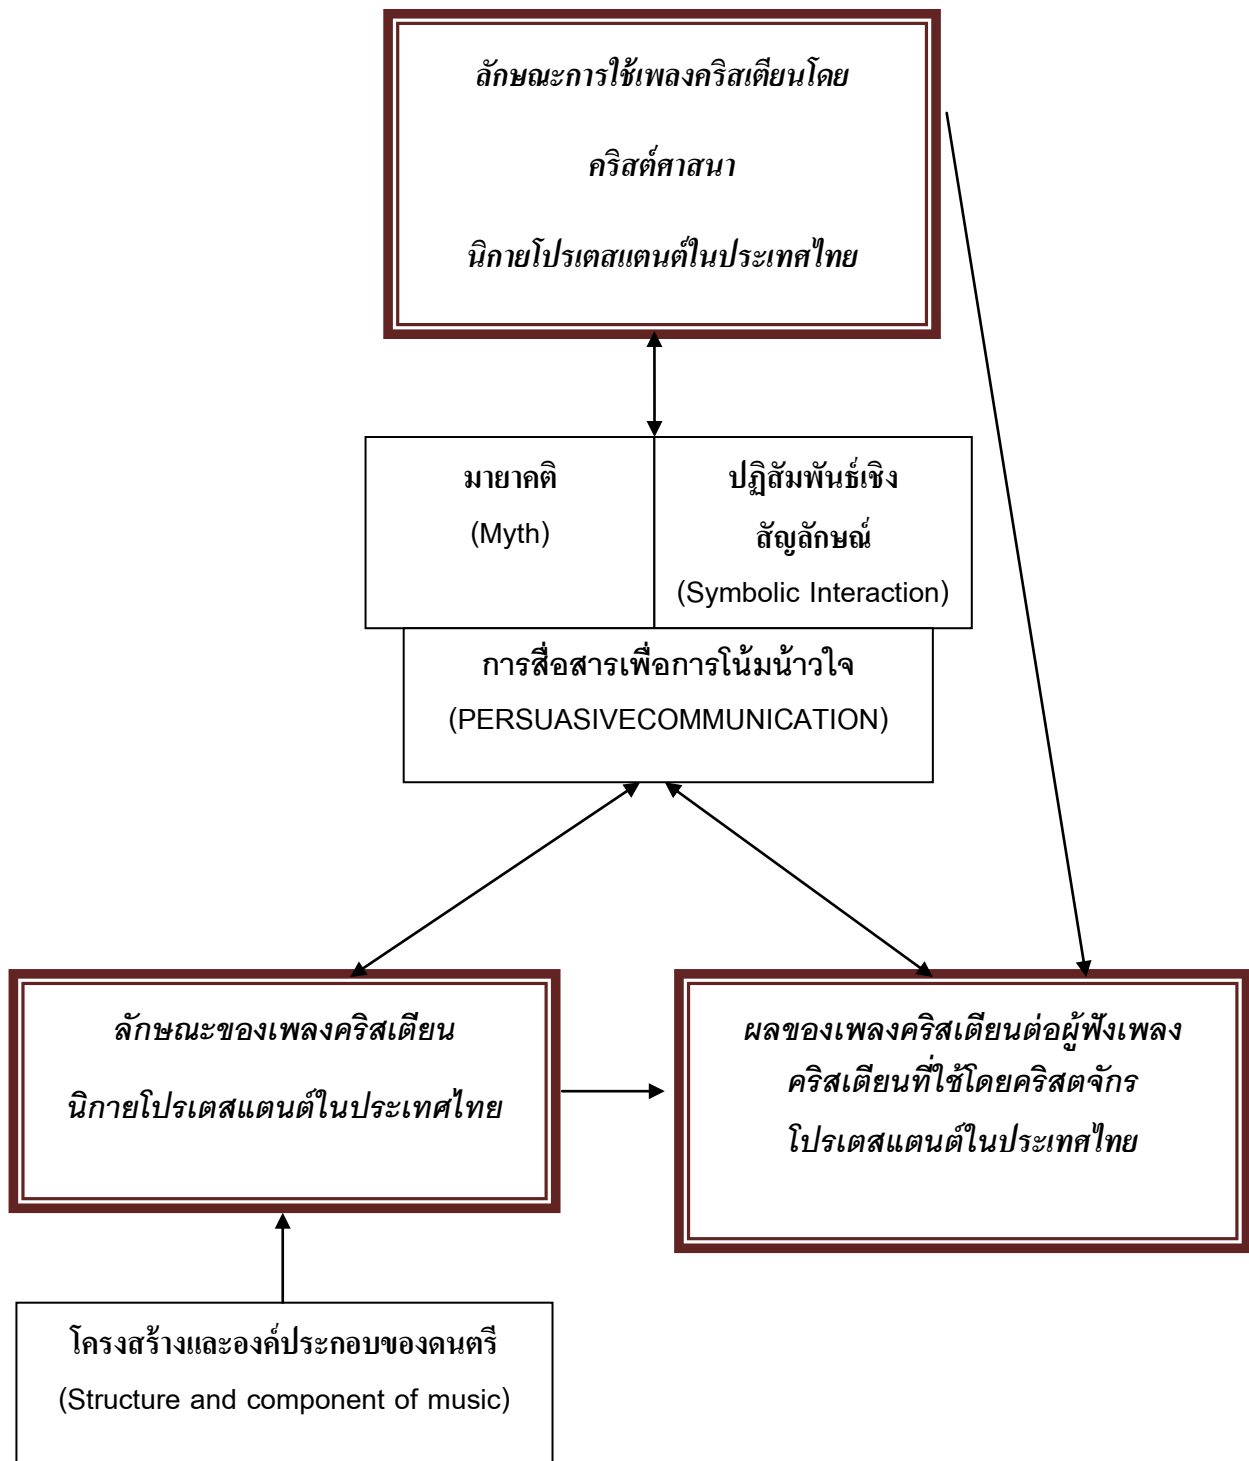 ลักษณะการใช้เพลงคริสเตียนโดย
คริสต์ศาสนา
นิกายโปรเตสแตนต์ในประเทศไทย
มายาคติ
(Myth)
ปฏิสัมพันธ์เชิง
สัญลักษณ์
(Symbolic Interaction)
การสื่อสารเพื่อการโน้มน้าวใจ
(PERSUASIVECOMMUNICATION)
ลักษณะของเพลงคริสเตียน
นิกายโปรเตสแตนต์ในประเทศไทย
ผลของเพลงคริสเตียนต่อผู้ฟังเพลง
คริสเตียนที่ใช้โดยคริสตจักร
โปรเตสแตนต์ในประเทศไทย
โครงสร้างและองค์ประกอบของดนตรี
(Structure and component of music)